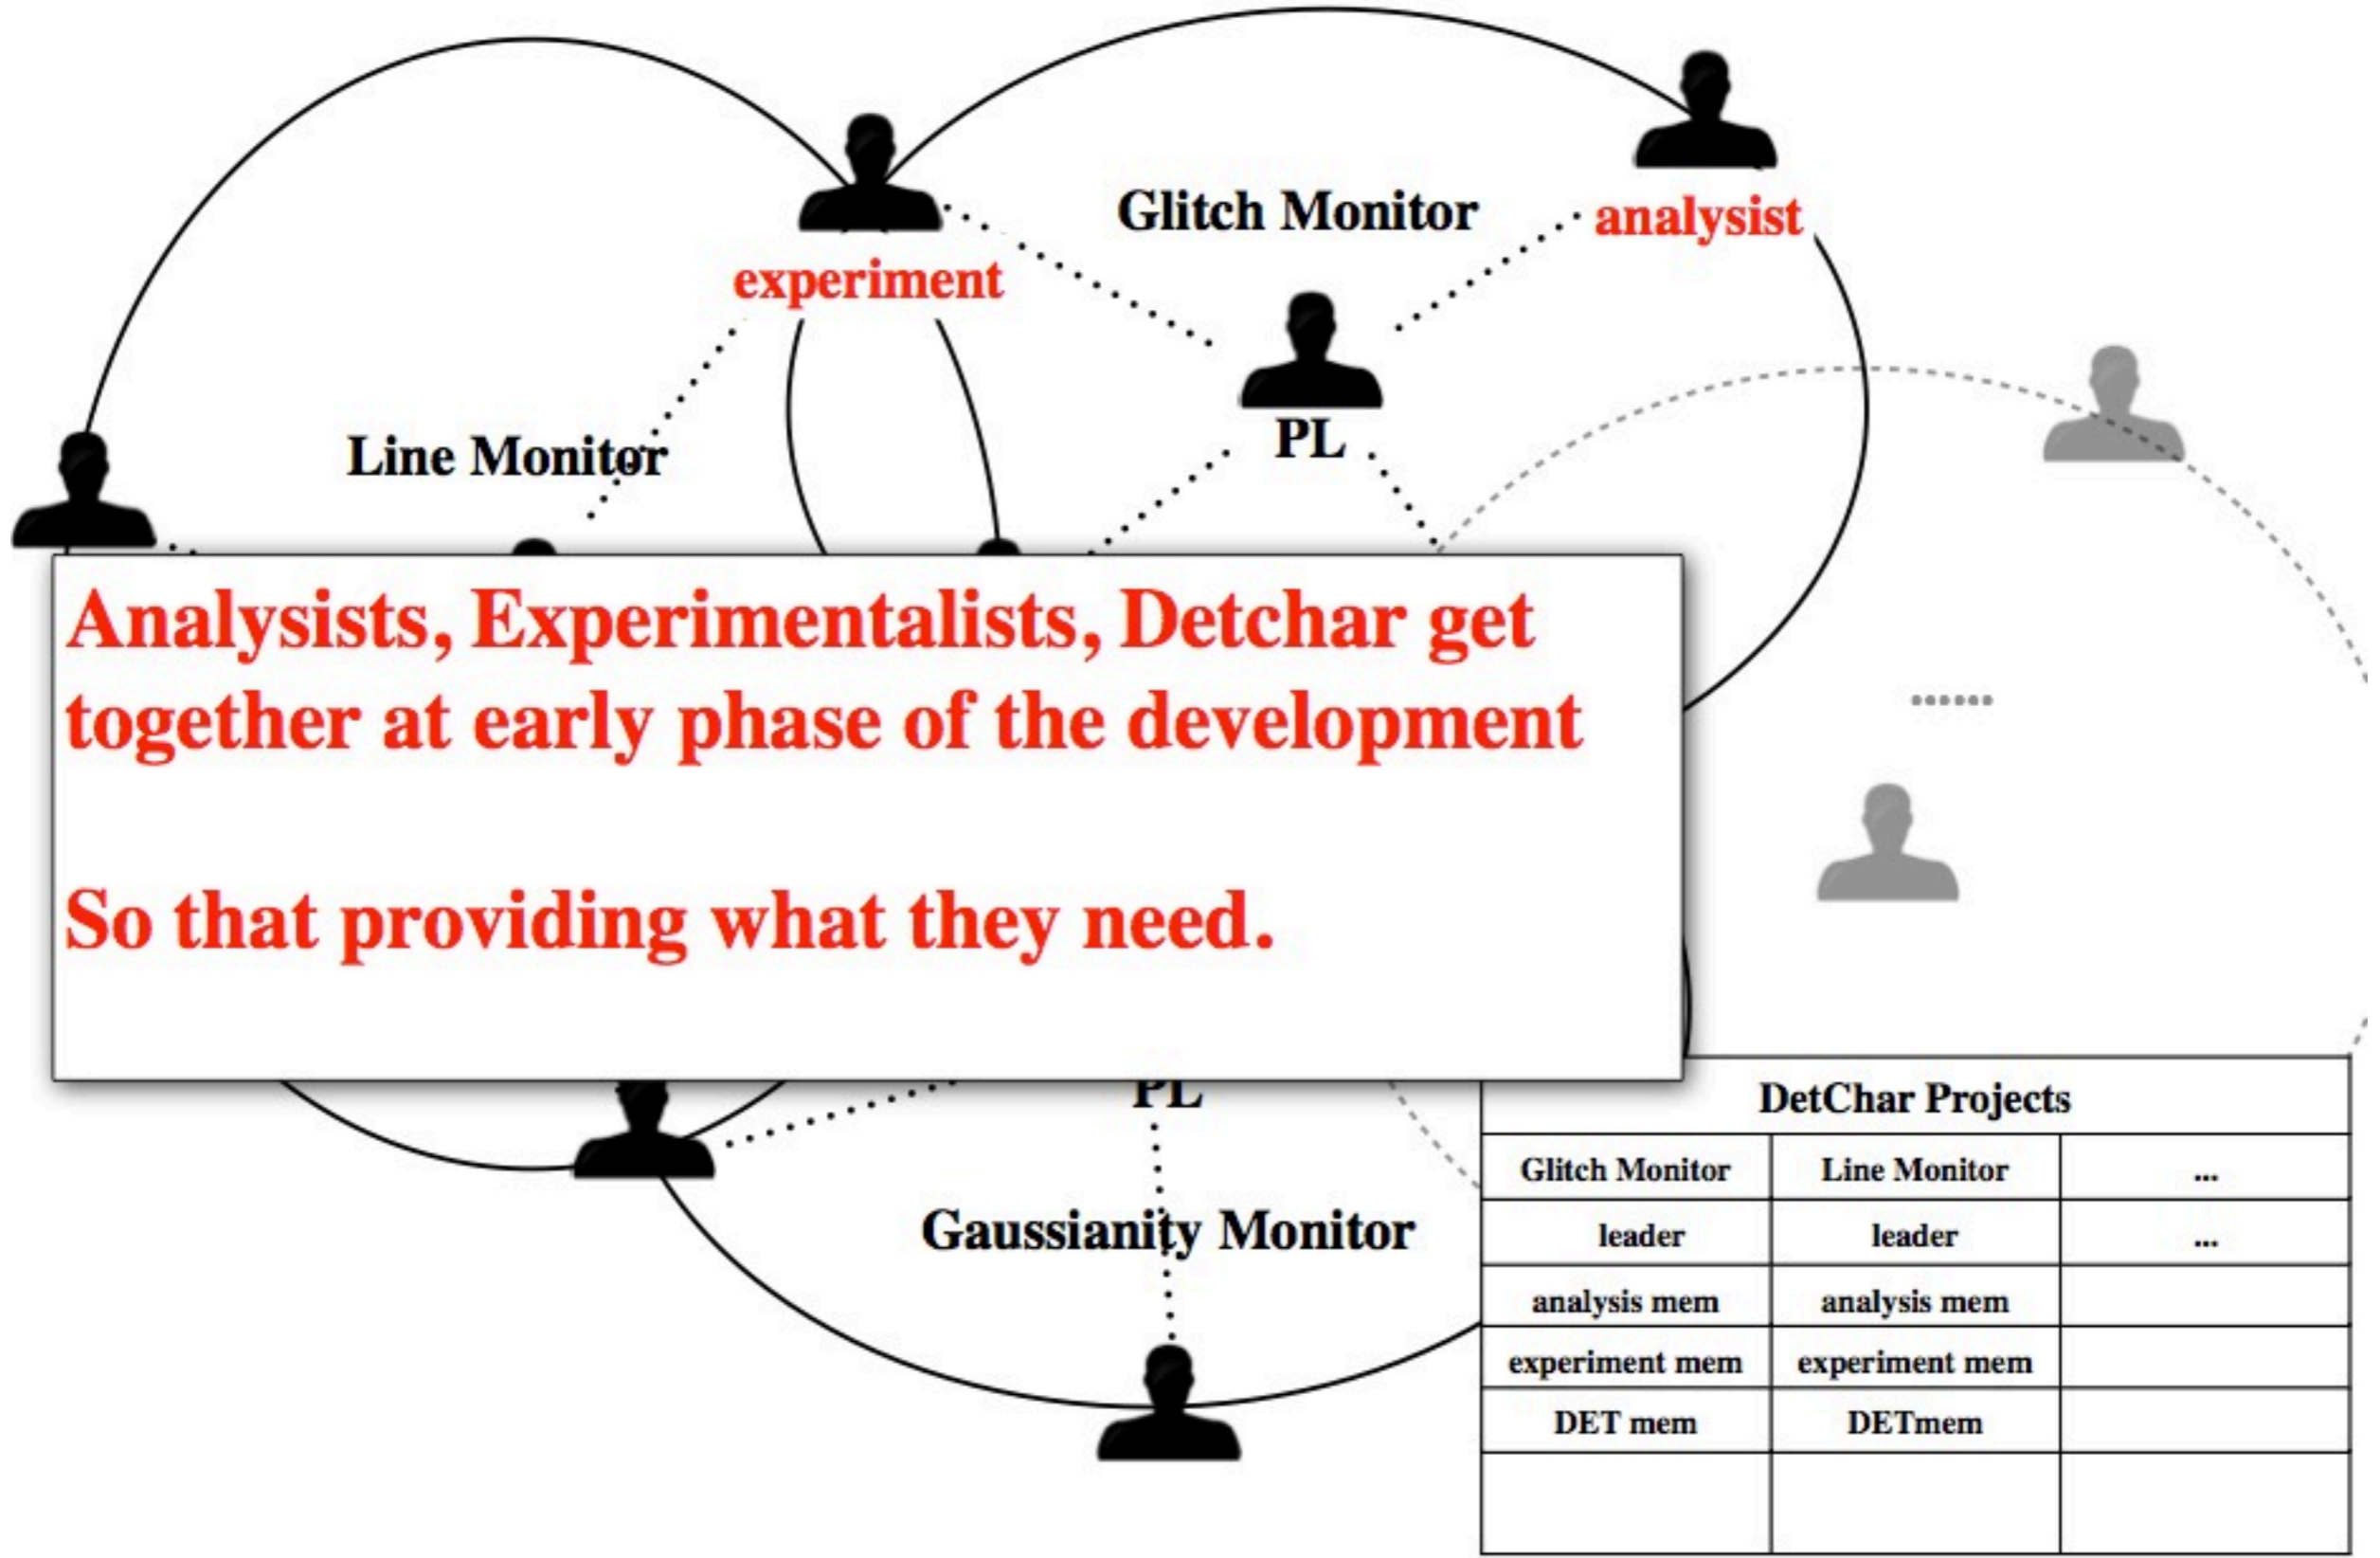 Glitch Monitor
analysist
experiment
PL
Line Monitor
Analysists, Experimentalists, Detchar get
together at early phase of the development
So that providing what they need.
PL
Gaussianity Monitor
DetChar Projects
Glitch Monitor Line Monitor ...
leader leader ...
analysis mem analysis mem
experiment mem experiment mem
DET mem DETmem